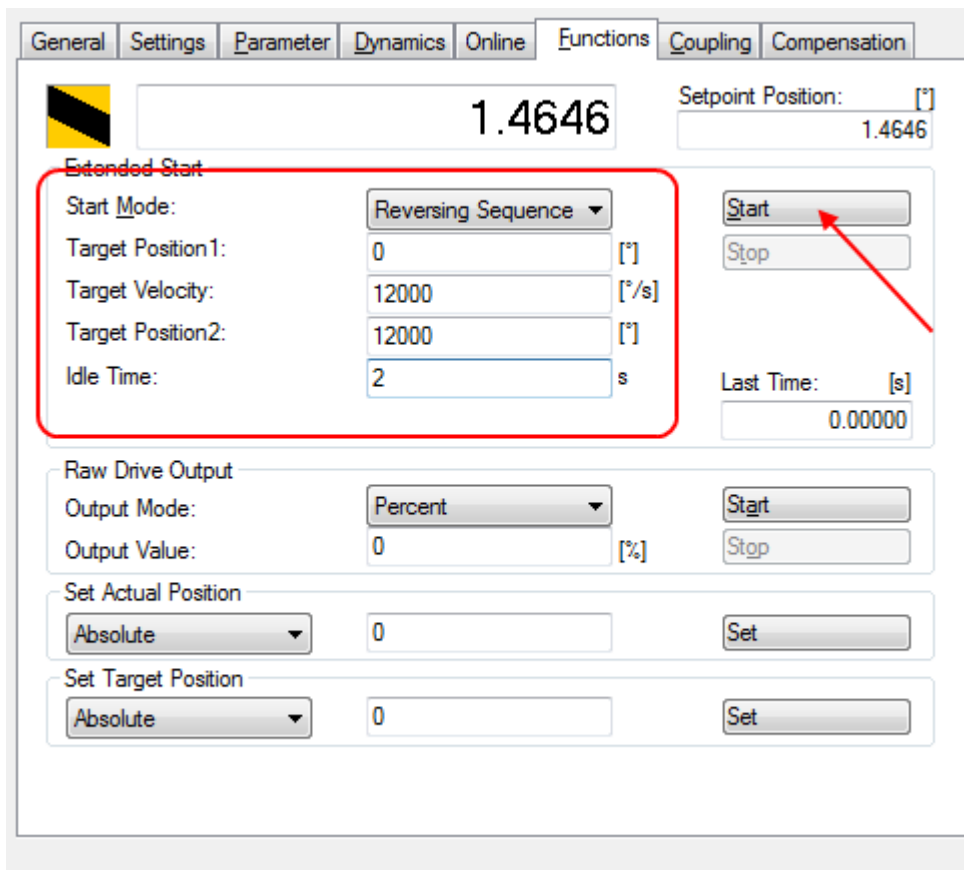 General Settings Parameter Dynamics Online Functions Coupling Compensation
1.4646
Setpoint Position: [°]
1.4646
Extended Start
Start Mode: Reversing Sequence Start
Target Position1: 0 [°] Stop
Target Velocity: 12000 [°/s]
Target Position2: 12000 [°]
Idle Time: 2 s Last Time: [s]
0.00000
Raw Drive Output
Output Mode: Percent Start
Output Value: 0 [%] Stop
Set Actual Position
Absolute 0 Set
Set Target Position
Absolute 0 Set